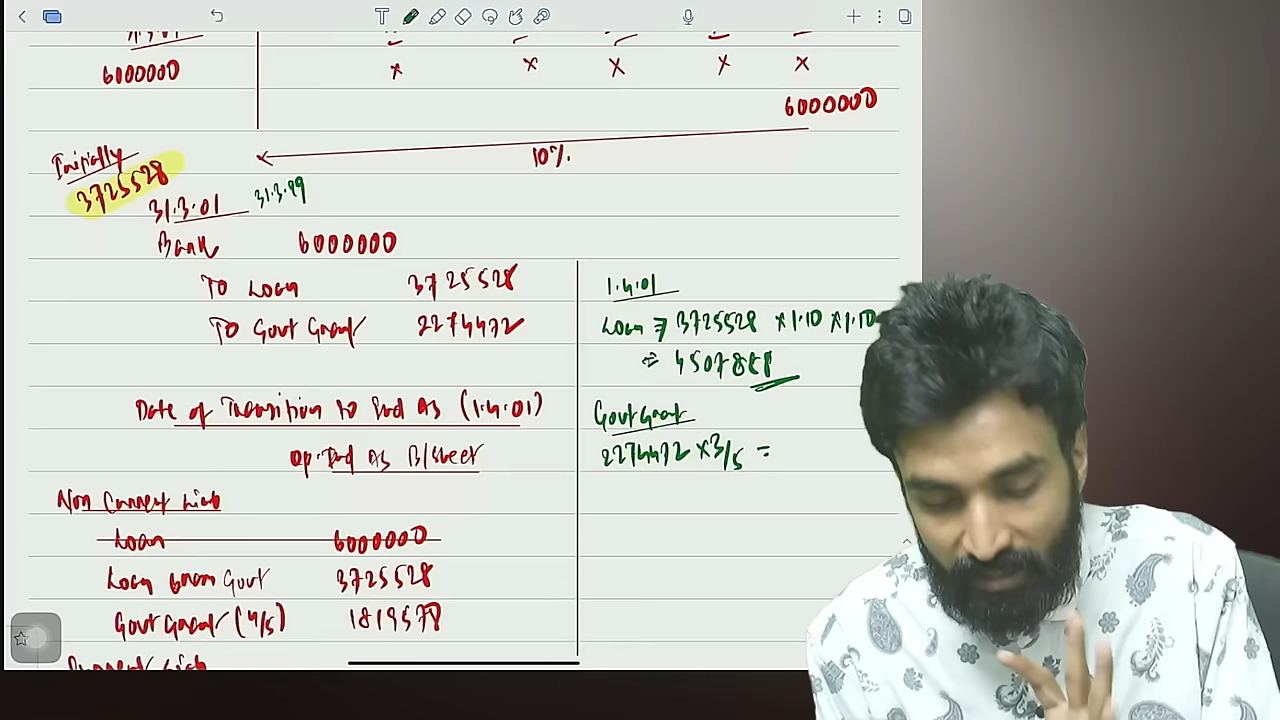 6000000
x x x x x
6000000
Initially
10%
3725528
31.3.01 31.3.99
Bank 6000000
To Loan 3725528
To Govt Grant 2274472
Date of Transition to Ind AS (1.4.01)
op. Ind AS B/sheet
Non Current Liab
Loan 6000000
Loan from Govt 3725528
Govt Grant (4/5) 1819578
1.4.01
Loan => 3725528 x1.10 x1.10
= 4507888
Govt Grant
2274472 x3/5 =